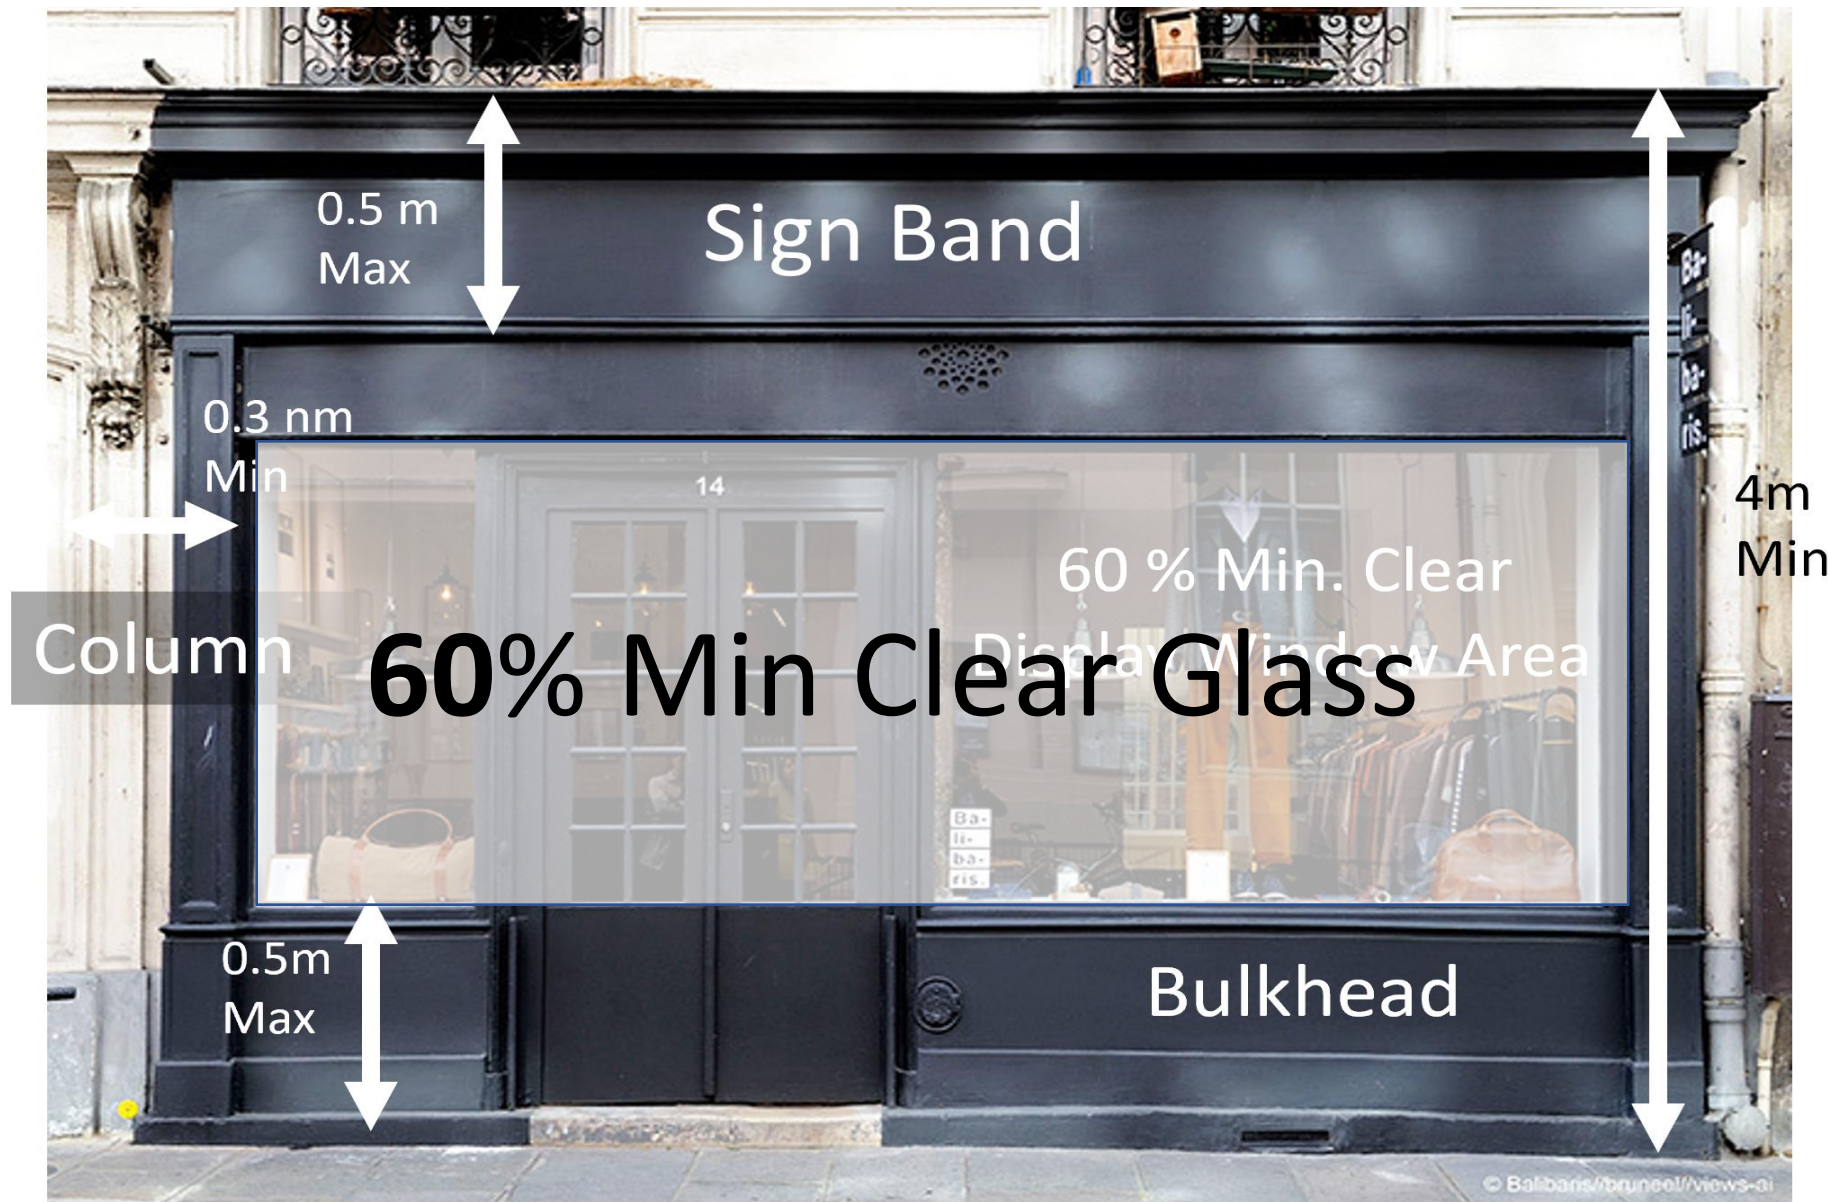 0.5 m
Max
Sign Band
Ba-
li-
ba-
ris.
0.3 nm
Min
14
4m
Min
60 % Min. Clear
Display Window Area
Column
60% Min Clear Glass
Ba-
li-
ba-
ris.
0.5m
Max
Bulkhead
© Balibaris//bruneel//views-ai